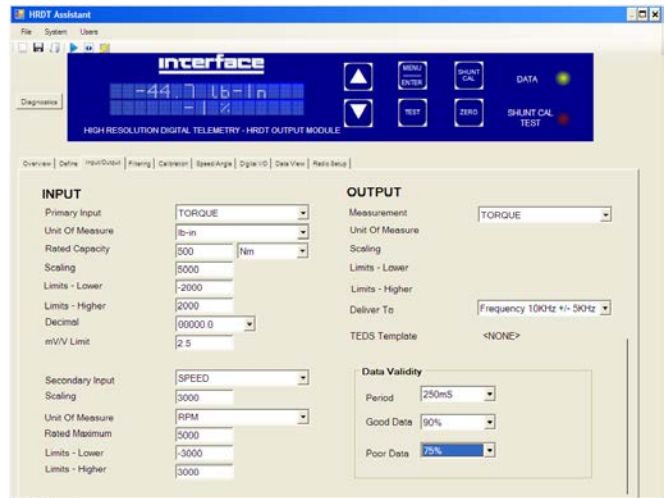 HRDT Assistant
File System Users
interface
-44.7 lb-in
-1 %
MENU
ENTER
SHUNT
CAL
DATA
Diagnostics
TEST
ZERO
SHUNT CAL
TEST
HIGH RESOLUTION DIGITAL TELEMETRY - HRDT OUTPUT MODULE
Overview Define Input/Output Filtering Calibration Speed/Angle Digital I/O Data View Radio Setup
INPUT
Primary Input TORQUE
Unit Of Measure lb-in
Rated Capacity 500 Nm
Scaling 5000
Limits - Lower -2000
Limits - Higher 2000
Decimal 00000.0
mV/V Limit 2.5
Secondary Input SPEED
Scaling 3000
Unit Of Measure RPM
Rated Maximum 5000
Limits - Lower -3000
Limits - Higher 3000
OUTPUT
Measurement TORQUE
Unit Of Measure
Scaling
Limits - Lower
Limits - Higher
Deliver To Frequency 10KHz +/- 5KHz
TEDS Template <NONE>
Data Validity
Period 250mS
Good Data 90%
Poor Data 75%